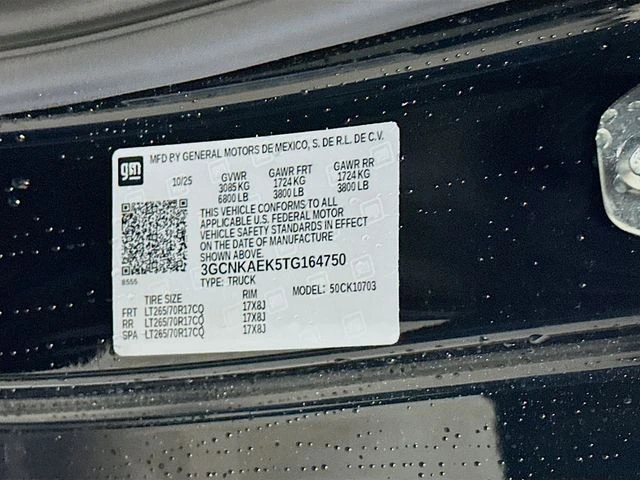 gm
MFD BY GENERAL MOTORS DE MEXICO, S. DE R.L. DE C.V.
10/25 GVWR GAWR FRT GAWR RR
3085 KG 1724 KG 1724 KG
6800 LB 3800 LB 3800 LB
THIS VEHICLE CONFORMS TO ALL
APPLICABLE U.S. FEDERAL MOTOR
VEHICLE SAFETY STANDARDS IN EFFECT
ON THE DATE OF MANUFACTURE
SHOWN ABOVE.
3GCNKAEK5TG164750
TYPE: TRUCK
8555
MODEL: 50CK10703
TIRE SIZE RIM
FRT LT265/70R17CQ 17X8J
RR LT265/70R17CQ 17X8J
SPA LT265/70R17CQ 17X8J